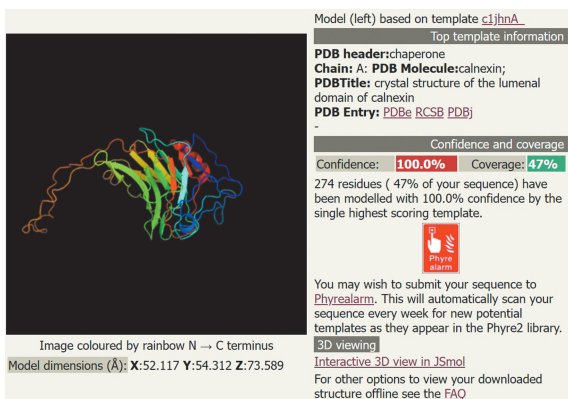 Model (left) based on template c1jhnA_
Top template information
PDB header:chaperone
Chain: A: PDB Molecule:calnexin;
PDBTitle: crystal structure of the lumenal
domain of calnexin
PDB Entry: PDBe RCSB PDBj
-
Confidence and coverage
Confidence: 100.0% Coverage: 47%
274 residues ( 47% of your sequence) have
been modelled with 100.0% confidence by the
single highest scoring template.
Phyre
alarm
You may wish to submit your sequence to
Phyrealarm. This will automatically scan your
sequence every week for new potential
templates as they appear in the Phyre2 library.
3D viewing
Interactive 3D view in JSmol
For other options to view your downloaded
structure offline see the FAQ
Image coloured by rainbow N → C terminus
Model dimensions (Å): X:52.117 Y:54.312 Z:73.589